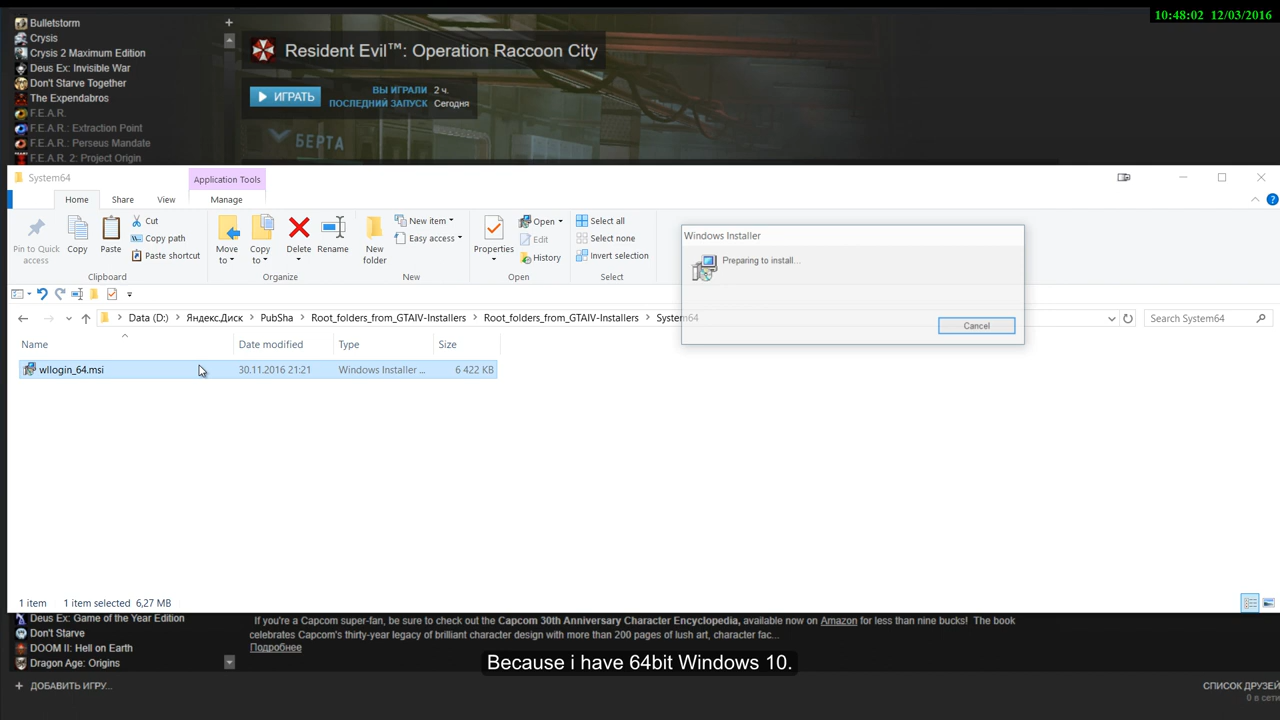 10:48:02 12/03/2016
Bulletstorm
Crysis
Crysis 2 Maximum Edition
Deus Ex: Invisible War
Don't Starve Together
The Expendabros
F.E.A.R.
F.E.A.R.: Extraction Point
F.E.A.R.: Perseus Mandate
F.E.A.R. 2: Project Origin
+
Resident Evil™: Operation Raccoon City
ИГРАТЬ
ВЫ ИГРАЛИ 2 ч.
ПОСЛЕДНИЙ ЗАПУСК Сегодня
БЕРТА
System64
Application Tools
Home
Share
View
Manage
Pin to Quick access
Copy
Paste
Cut
Copy path
Paste shortcut
Clipboard
Move to
Copy to
Delete
Rename
Organize
New folder
New item
Easy access
New
Properties
Open
Edit
History
Open
Select all
Select none
Invert selection
Select
Windows Installer
Preparing to install...
Cancel
Data (D:) > Яндекс.Диск > PubSha > Root_folders_from_GTAIV-Installers > Root_folders_from_GTAIV-Installers > System64
Search System64
Name Date modified Type Size
wllogin_64.msi 30.11.2016 21:21 Windows Installer ... 6 422 KB
1 item 1 item selected 6,27 MB
Deus Ex: Game of the Year Edition
Don't Starve
DOOM II: Hell on Earth
Dragon Age: Origins
If you're a Capcom super-fan, be sure to check out the Capcom 30th Anniversary Character Encyclopedia, available now on Amazon for less than nine bucks! The book
celebrates Capcom's thirty-year legacy of brilliant character design with more than 200 pages of lush art, character fac...
Подробнее
Because i have 64bit Windows 10.
+ ДОБАВИТЬ ИГРУ...
СПИСОК ДРУЗЕЙ
0 в сети